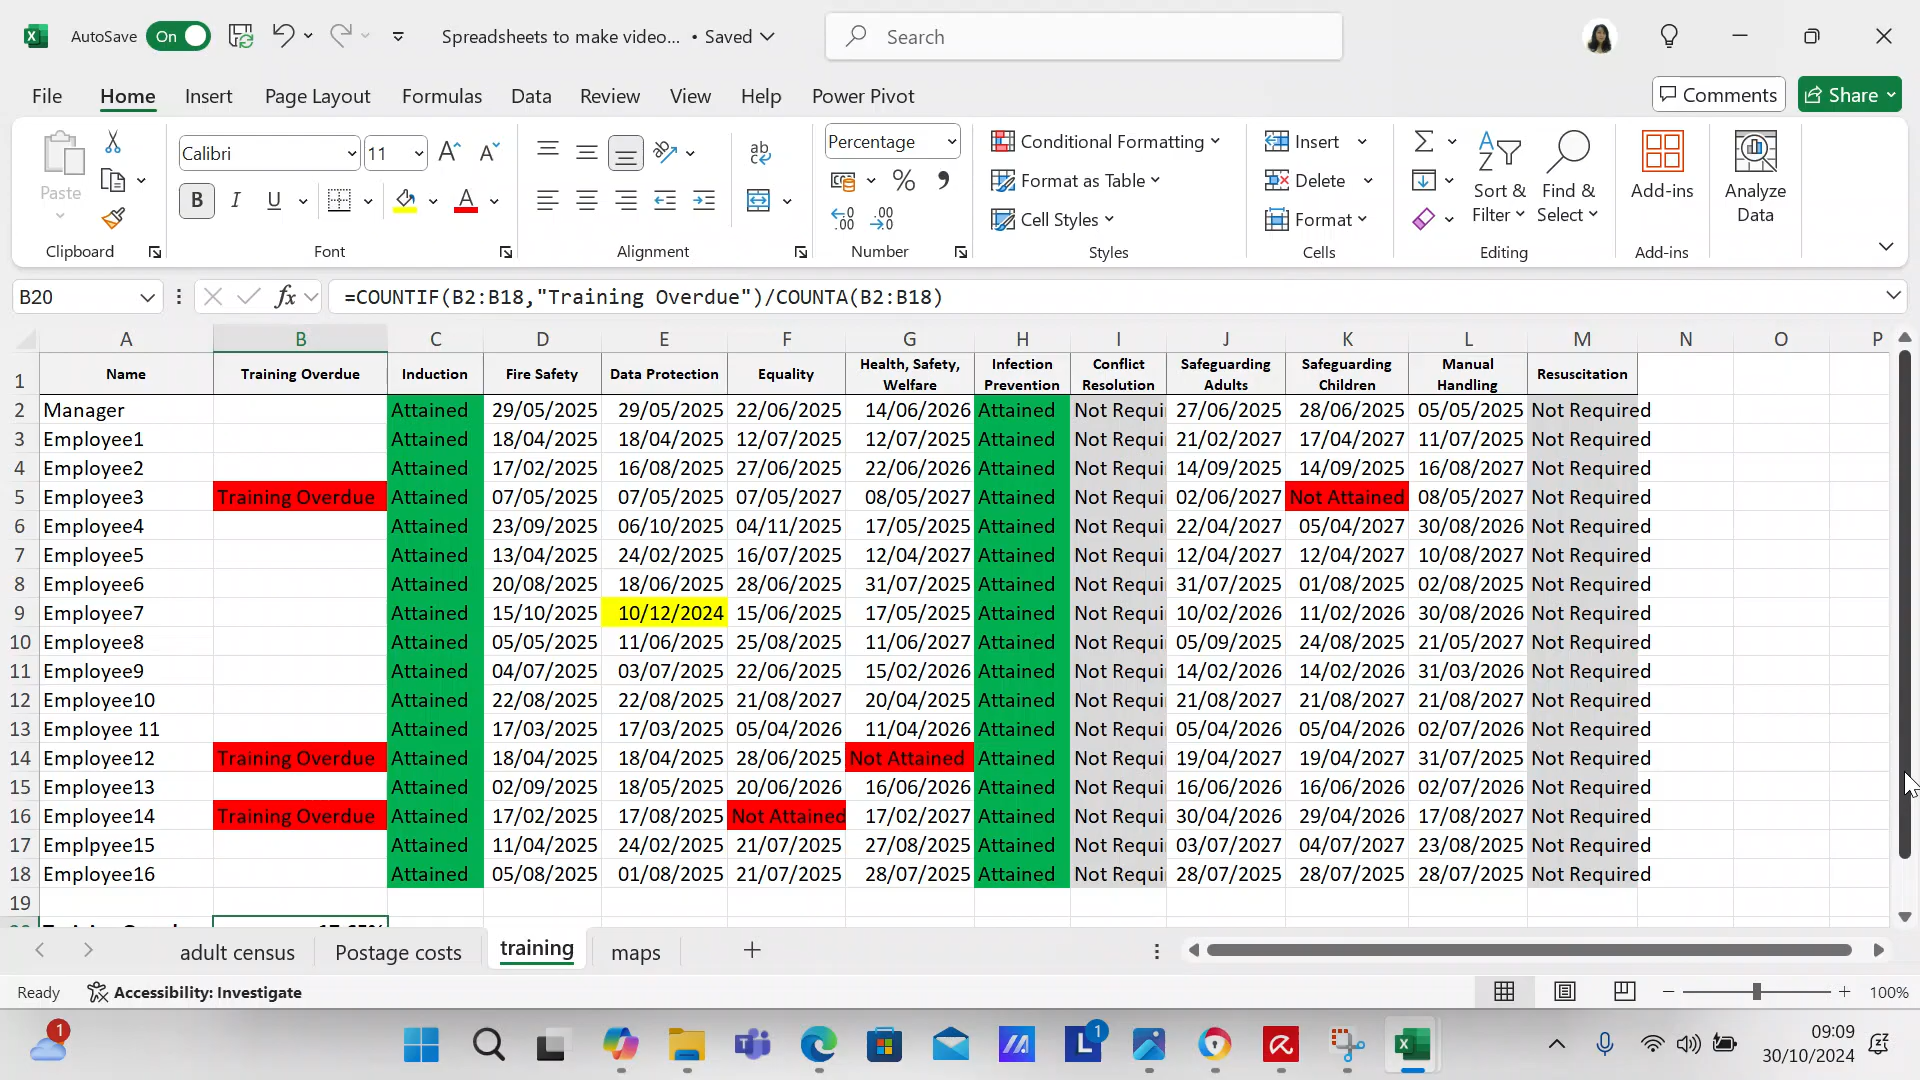 AutoSave On Spreadsheets to make video... • Saved Search
File Home Insert Page Layout Formulas Data Review View Help Power Pivot Comments Share
Paste Calibri 11 ab Percentage Conditional Formatting Insert Sort & Filter Find & Select Add-ins Analyze Data
B I U A % Format as Table Delete
Cell Styles Format
Clipboard Font Alignment Number Styles Cells Editing Add-ins
B20 fx =COUNTIF(B2:B18,"Training Overdue")/COUNTA(B2:B18)
A B C D E F G H I J K L M N O P
1 Name Training Overdue Induction Fire Safety Data Protection Equality Health, Safety, Welfare Infection Prevention Conflict Resolution Safeguarding Adults Safeguarding Children Manual Handling Resuscitation
2 Manager Attained 29/05/2025 29/05/2025 22/06/2025 14/06/2026 Attained Not Requi 27/06/2025 28/06/2025 05/05/2025 Not Required
3 Employee1 Attained 18/04/2025 18/04/2025 12/07/2025 12/07/2025 Attained Not Requi 21/02/2027 17/04/2027 11/07/2025 Not Required
4 Employee2 Attained 17/02/2025 16/08/2025 27/06/2025 22/06/2026 Attained Not Requi 14/09/2025 14/09/2025 16/08/2027 Not Required
5 Employee3 Training Overdue Attained 07/05/2025 07/05/2025 07/05/2027 08/05/2027 Attained Not Requi 02/06/2027 Not Attained 08/05/2027 Not Required
6 Employee4 Attained 23/09/2025 06/10/2025 04/11/2025 17/05/2025 Attained Not Requi 22/04/2027 05/04/2027 30/08/2026 Not Required
7 Employee5 Attained 13/04/2025 24/02/2025 16/07/2025 12/04/2027 Attained Not Requi 12/04/2027 12/04/2027 10/08/2027 Not Required
8 Employee6 Attained 20/08/2025 18/06/2025 28/06/2025 31/07/2025 Attained Not Requi 31/07/2025 01/08/2025 02/08/2025 Not Required
9 Employee7 Attained 15/10/2025 10/12/2024 15/06/2025 17/05/2025 Attained Not Requi 10/02/2026 11/02/2026 30/08/2026 Not Required
10 Employee8 Attained 05/05/2025 11/06/2025 25/08/2025 11/06/2027 Attained Not Requi 05/09/2025 24/08/2025 21/05/2027 Not Required
11 Employee9 Attained 04/07/2025 03/07/2025 22/06/2025 15/02/2026 Attained Not Requi 14/02/2026 14/02/2026 31/03/2026 Not Required
12 Employee10 Attained 22/08/2025 22/08/2025 21/08/2027 20/04/2025 Attained Not Requi 21/08/2027 21/08/2027 21/08/2027 Not Required
13 Employee 11 Attained 17/03/2025 17/03/2025 05/04/2026 11/04/2026 Attained Not Requi 05/04/2026 05/04/2026 02/07/2026 Not Required
14 Employee12 Training Overdue Attained 18/04/2025 18/04/2025 28/06/2025 Not Attained Attained Not Requi 19/04/2027 19/04/2027 31/07/2025 Not Required
15 Employee13 Attained 02/09/2025 18/05/2025 20/06/2026 16/06/2026 Attained Not Requi 16/06/2026 16/06/2026 02/07/2026 Not Required
16 Employee14 Training Overdue Attained 17/02/2025 17/08/2025 Not Attained 17/02/2027 Attained Not Requi 30/04/2026 29/04/2026 17/08/2027 Not Required
17 Emplpyee15 Attained 11/04/2025 24/02/2025 21/07/2025 27/08/2025 Attained Not Requi 03/07/2027 04/07/2027 23/08/2025 Not Required
18 Employee16 Attained 05/08/2025 01/08/2025 21/07/2025 28/07/2025 Attained Not Requi 28/07/2025 28/07/2025 28/07/2025 Not Required
19
adult census Postage costs training maps
Ready Accessibility: Investigate 100%
1 1 09:09
30/10/2024